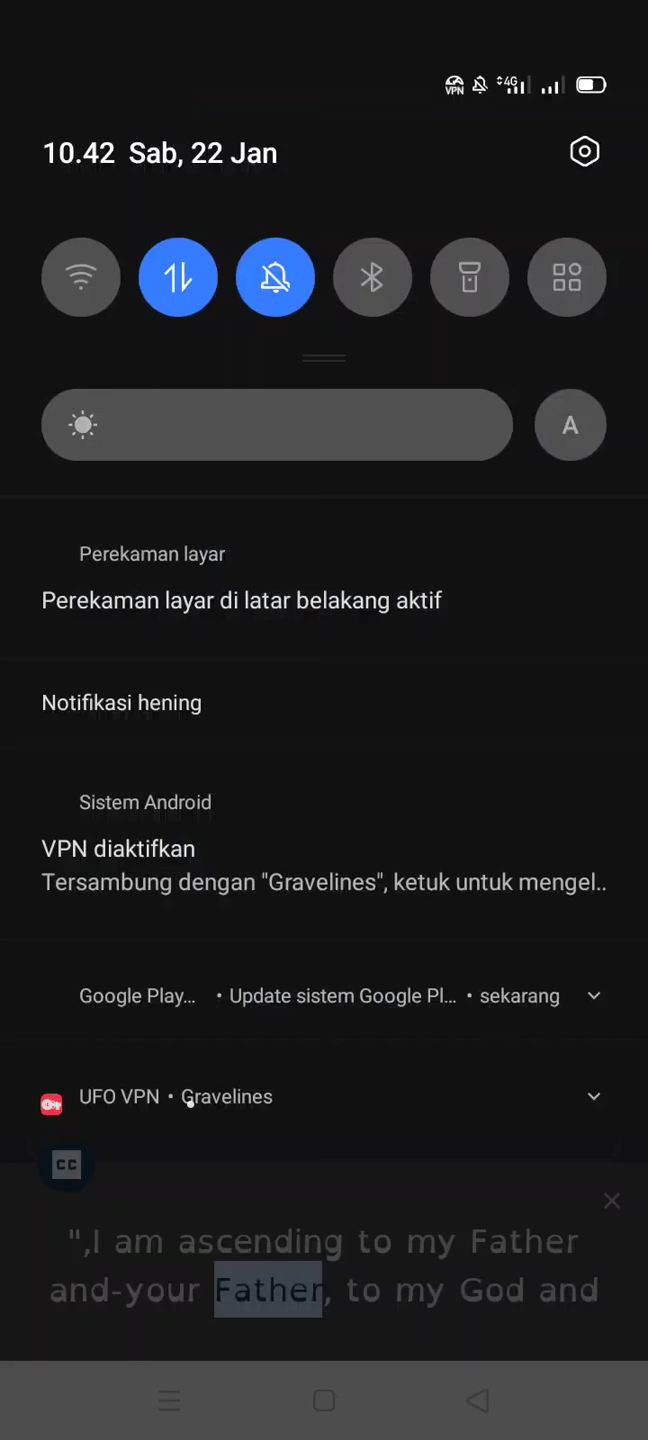 VPN 4G
10.42 Sab, 22 Jan
A
Perekaman layar
Perekaman layar di latar belakang aktif
Notifikasi hening
Sistem Android
VPN diaktifkan
Tersambung dengan "Gravelines", ketuk untuk mengel..
Google Play… • Update sistem Google Pl… • sekarang
UFO VPN • Gravelines
CC
",I am ascending to my Father
and-your Father, to my God and